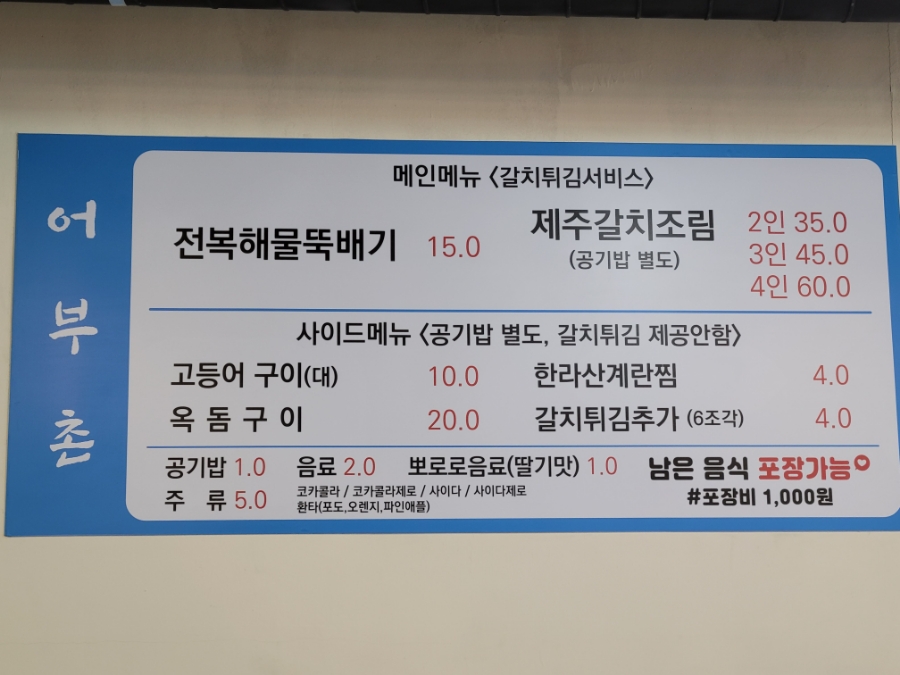 어부촌
메인메뉴 <갈치튀김서비스>
전복해물뚝배기 15.0
제주갈치조림 2인 35.0
(공기밥 별도) 3인 45.0
4인 60.0
사이드메뉴 <공기밥 별도, 갈치튀김 제공안함>
고등어 구이(대) 10.0 한라산계란찜 4.0
옥돔구이 20.0 갈치튀김추가 (6조각) 4.0
공기밥 1.0 음료 2.0 뽀로로음료(딸기맛) 1.0
주 류 5.0 코카콜라 / 코카콜라제로 / 사이다 / 사이다제로
환타(포도,오렌지,파인애플)
남은 음식 포장가능
#포장비 1,000원